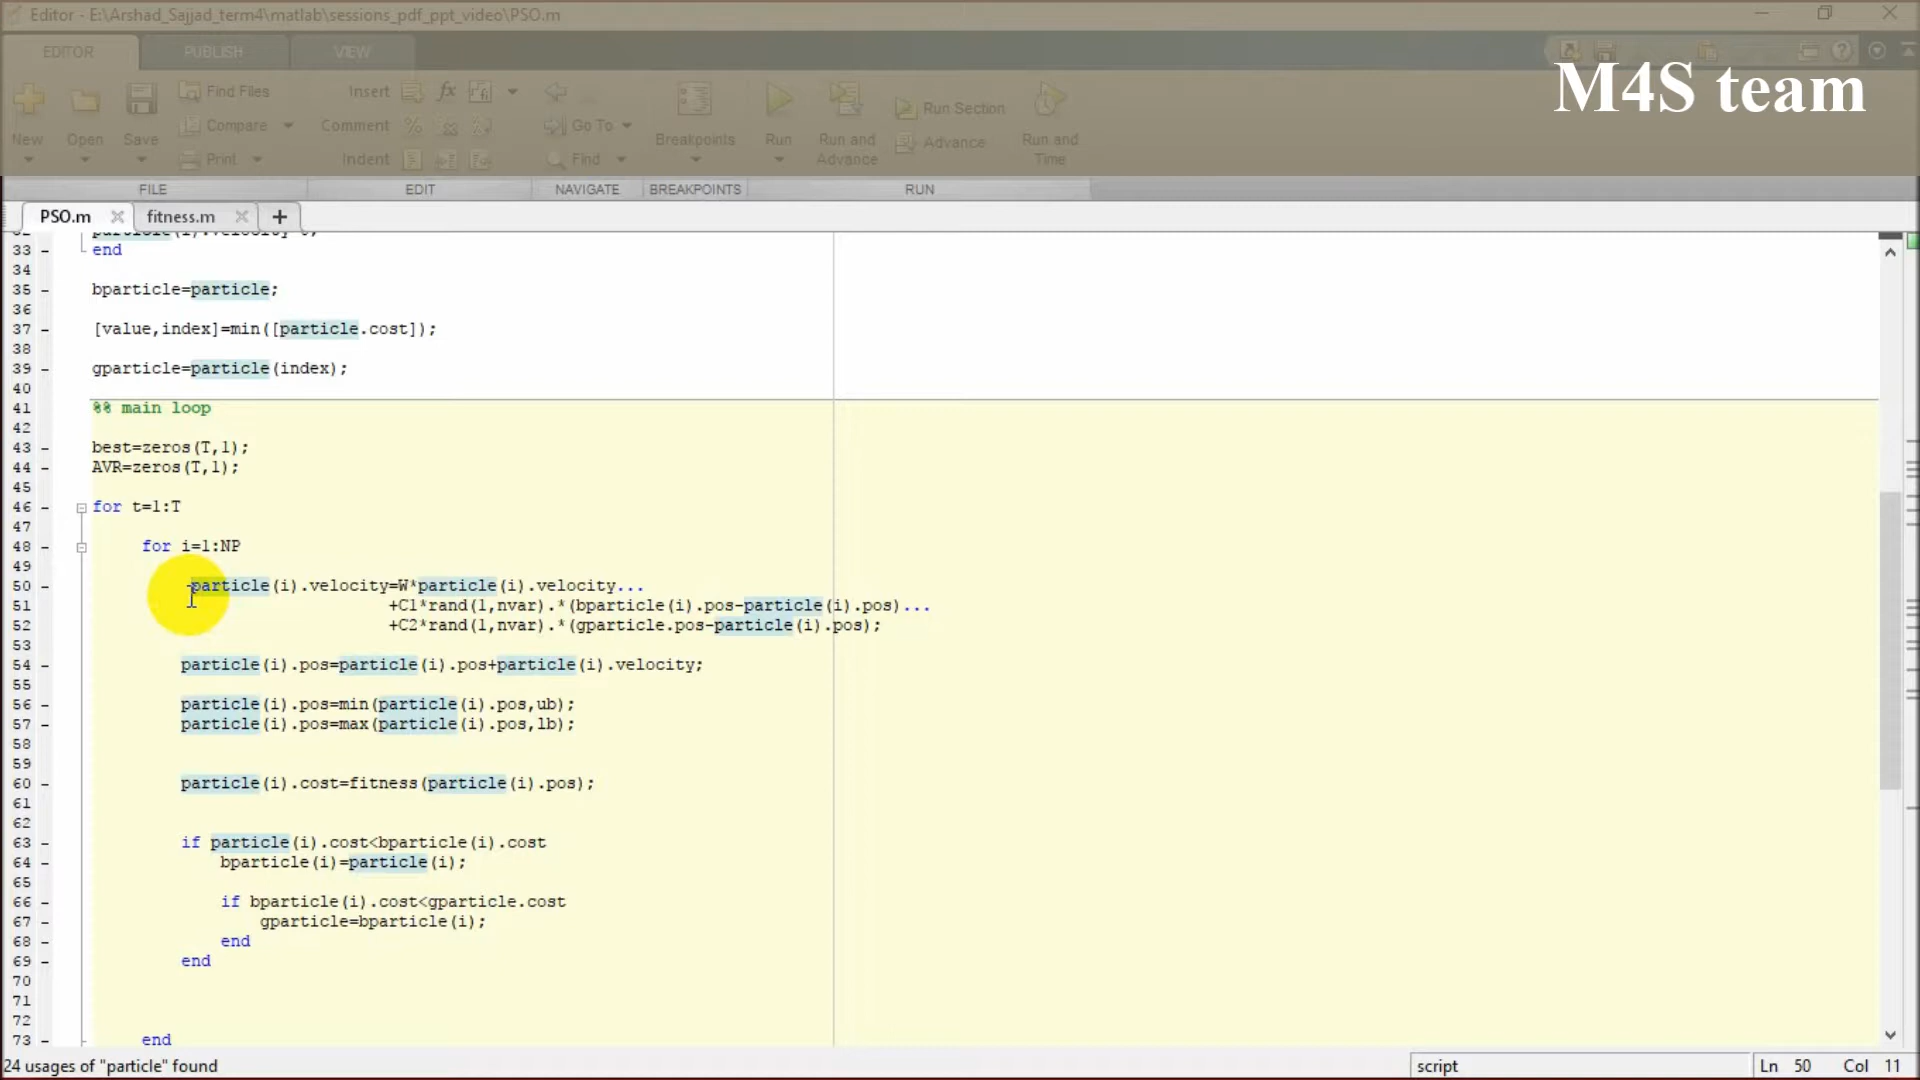 Editor - E:\Arshad_Sajjad_term4\matlab\sessions_pdf_ppt_video\PSO.m
EDITOR PUBLISH VIEW
M4S team
New Open Save Find Files Compare Print
Insert fx Comment Indent
Go To Find
Breakpoints Run Run and Advance Run Section Advance Run and Time
FILE EDIT NAVIGATE BREAKPOINTS RUN
PSO.m fitness.m +
33 end
34
35 bparticle=particle;
36
37 [value,index]=min([particle.cost]);
38
39 gparticle=particle(index);
40
41 %% main loop
42
43 best=zeros(T,1);
44 AVR=zeros(T,1);
45
46 for t=1:T
47
48 for i=1:NP
49
50 particle(i).velocity=W*particle(i).velocity...
51 +C1*rand(1,nvar).*(bparticle(i).pos-particle(i).pos)...
52 +C2*rand(1,nvar).*(gparticle.pos-particle(i).pos);
53
54 particle(i).pos=particle(i).pos+particle(i).velocity;
55
56 particle(i).pos=min(particle(i).pos,ub);
57 particle(i).pos=max(particle(i).pos,lb);
58
59
60 particle(i).cost=fitness(particle(i).pos);
61
62
63 if particle(i).cost<bparticle(i).cost
64 bparticle(i)=particle(i);
65
66 if bparticle(i).cost<gparticle.cost
67 gparticle=bparticle(i);
68 end
69 end
70
71
72
73 end
24 usages of "particle" found script Ln 50 Col 11